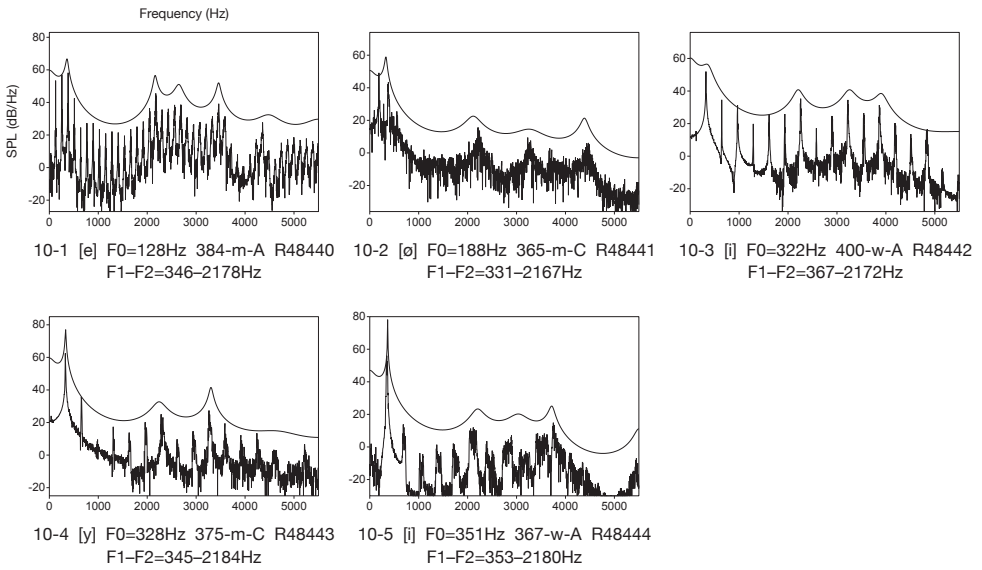 Frequency (Hz)
SPL (dB/Hz)
80
60
40
20
0
-20
0 1000 2000 3000 4000 5000
60
40
20
0
-20
0 1000 2000 3000 4000 5000
60
40
20
0
-20
0 1000 2000 3000 4000 5000
10-1 [e] F0=128Hz 384-m-A R48440
F1–F2=346–2178Hz
10-2 [ø] F0=188Hz 365-m-C R48441
F1–F2=331–2167Hz
10-3 [i] F0=322Hz 400-w-A R48442
F1–F2=367–2172Hz
80
60
40
20
0
-20
0 1000 2000 3000 4000 5000
60
40
20
0
-20
0 1000 2000 3000 4000 5000
10-4 [y] F0=328Hz 375-m-C R48443
F1–F2=345–2184Hz
10-5 [i] F0=351Hz 367-w-A R48444
F1–F2=353–2180Hz